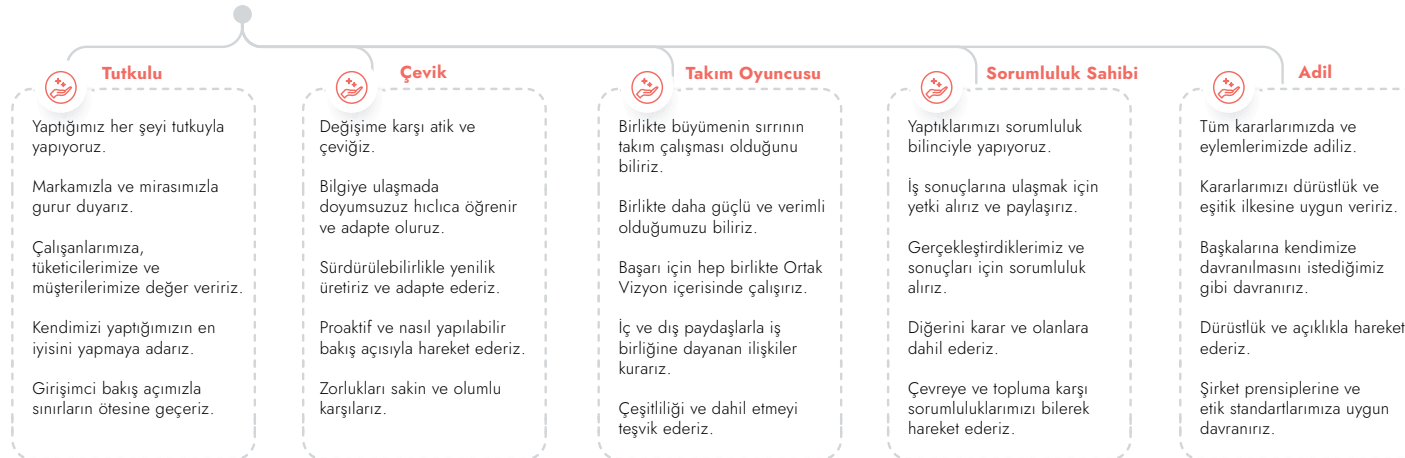 Tutkulu
Yaptığımız her şeyi tutkuyla
yapıyoruz.
Markamızla ve mirasımızla
gurur duyarız.
Çalışanlarımıza,
tüketicilerimize ve
müşterilerimize değer veririz.
Kendimizi yaptığımızın en
iyisini yapmaya adarız.
Girişimci bakış açımızla
sınırların ötesine geçeriz.
Çevik
Değişime karşı atik ve
çeviğiz.
Bilgiye ulaşmada
doyumsuzuz hıclıca öğrenir
ve adapte oluruz.
Sürdürülebilirlikle yenilik
üretiriz ve adapte ederiz.
Proaktif ve nasıl yapılabilir
bakış açısıyla hareket ederiz.
Zorlukları sakin ve olumlu
karşılarız.
Takım Oyuncusu
Birlikte büyümenin sırrının
takım çalışması olduğunu
biliriz.
Birlikte daha güçlü ve verimli
olduğumuzu biliriz.
Başarı için hep birlikte Ortak
Vizyon içerisinde çalışırız.
İç ve dış paydaşlarla iş
birliğine dayanan ilişkiler
kurarız.
Çeşitliliği ve dahil etmeyi
teşvik ederiz.
Sorumluluk Sahibi
Yaptıklarımızı sorumluluk
bilinciyle yapıyoruz.
İş sonuçlarına ulaşmak için
yetki alırız ve paylaşırız.
Gerçekleştirdiklerimiz ve
sonuçları için sorumluluk
alırız.
Diğerini karar ve olanlara
dahil ederiz.
Çevreye ve topluma karşı
sorumluluklarımızı bilerek
hareket ederiz.
Adil
Tüm kararlarımızda ve
eylemlerimizde adiliz.
Kararlarımızı dürüstlük ve
eşitik ilkesine uygun veririz.
Başkalarına kendimize
davranılmasını istediğimiz
gibi davranırız.
Dürüstlük ve açıklıkla hareket
ederiz.
Şirket prensiplerine ve
etik standartlarımıza uygun
davranırız.